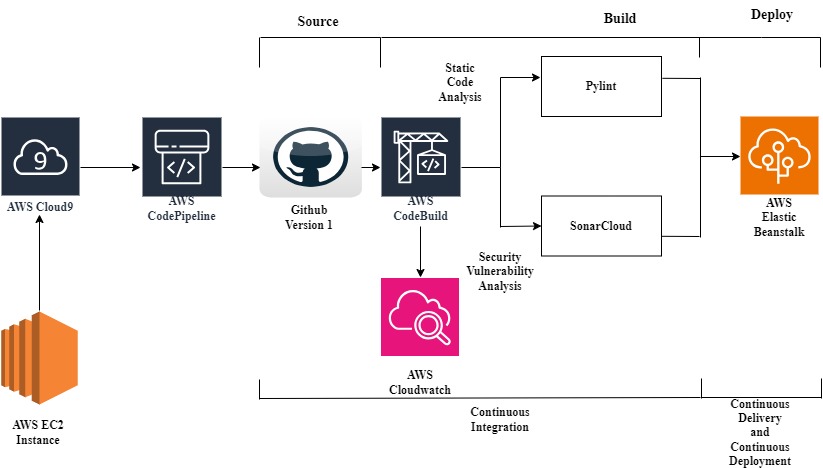 Source
Build
Deploy
Static
Code
Analysis
Pylint
9
AWS Cloud9
AWS
CodePipeline
Github
Version 1
AWS
CodeBuild
SonarCloud
AWS
Elastic
Beanstalk
Security
Vulnerability
Analysis
AWS
Cloudwatch
AWS EC2
Instance
Continuous
Integration
Continuous
Delivery
and
Continuous
Deployment